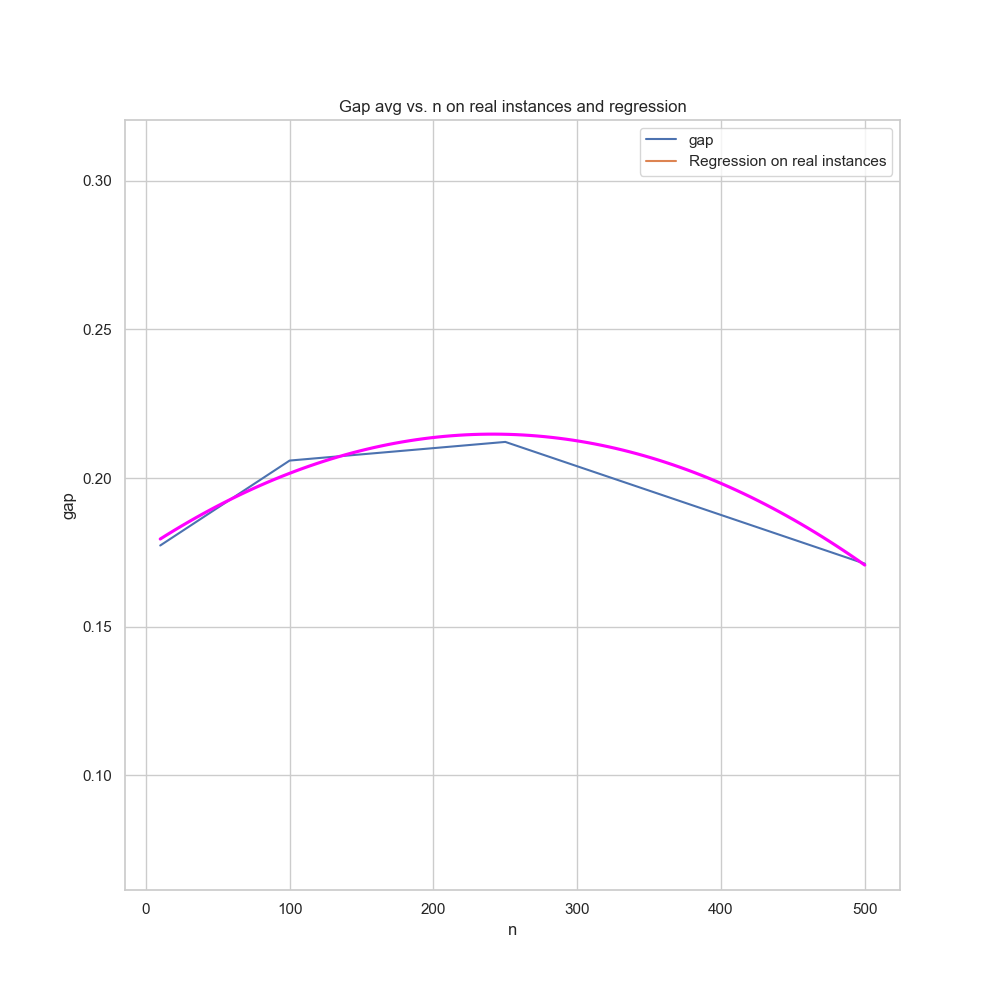 Gap avg vs. n on real instances and regression
gap
Regression on real instances
0.30
0.25
0.20
0.15
0.10
gap
0 100 200 300 400 500
n